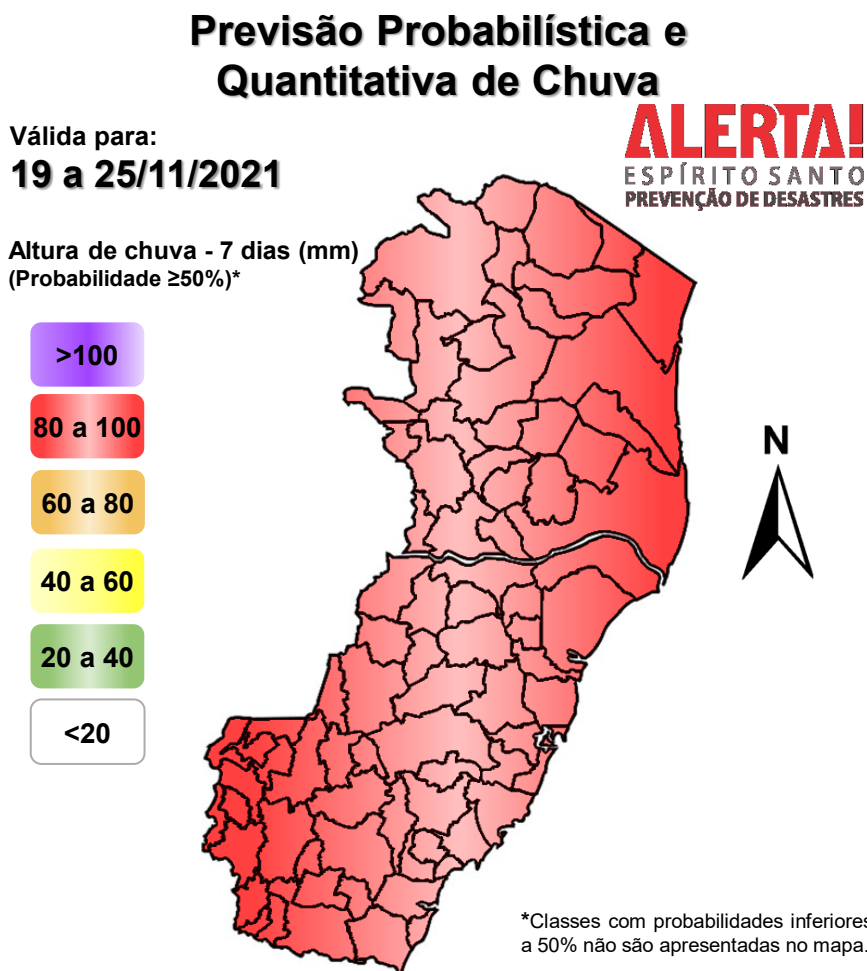 Previsão Probabilística e
Quantitativa de Chuva
Válida para:
19 a 25/11/2021
ALERTA!
ESPÍRITO SANTO
PREVENÇÃO DE DESASTRES
Altura de chuva - 7 dias (mm)
(Probabilidade ≥50%)*
>100
80 a 100
60 a 80
40 a 60
20 a 40
<20
N
*Classes com probabilidades inferiores
a 50% não são apresentadas no mapa.